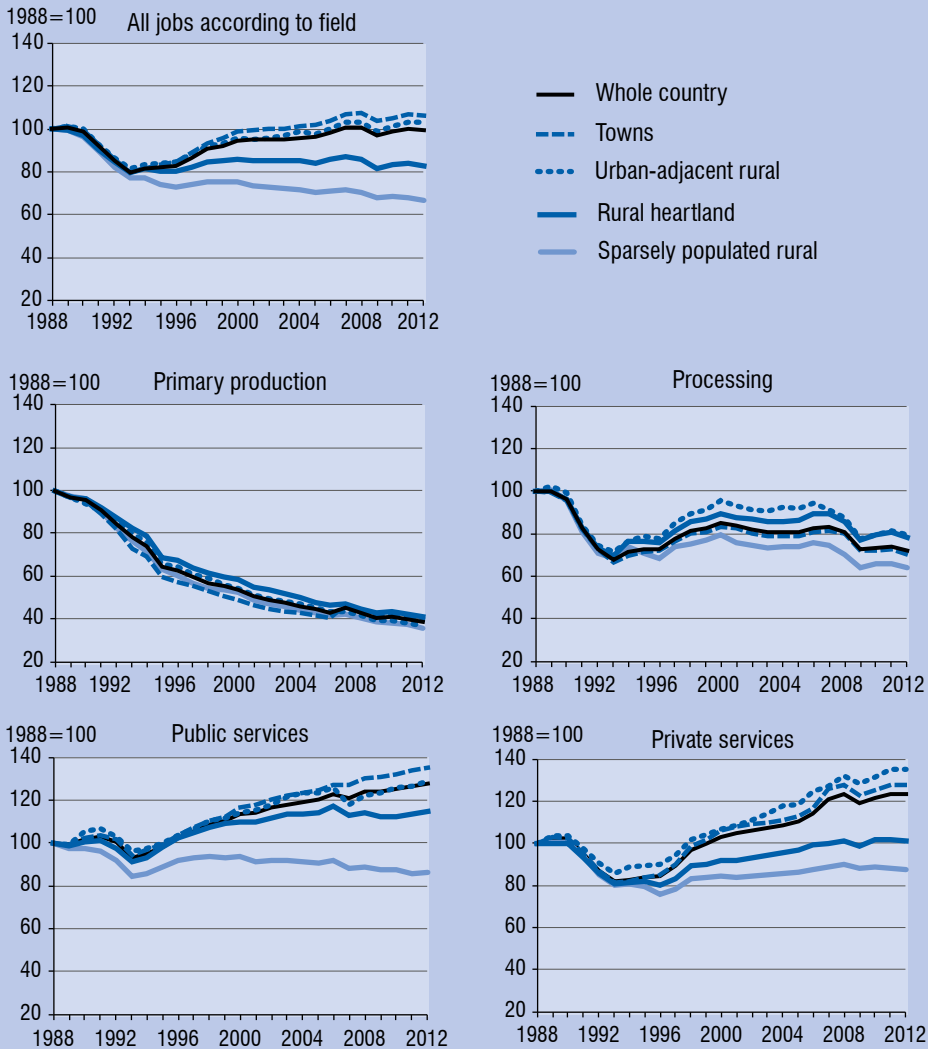 1988=100
All jobs according to field
140
120
100
80
60
40
20
1988 1992 1996 2000 2004 2008 2012
Whole country
Towns
Urban-adjacent rural
Rural heartland
Sparsely populated rural
1988=100
Primary production
140
120
100
80
60
40
20
1988 1992 1996 2000 2004 2008 2012
1988=100
Processing
140
120
100
80
60
40
20
1988 1992 1996 2000 2004 2008 2012
1988=100
Public services
140
120
100
80
60
40
20
1988 1992 1996 2000 2004 2008 2012
1988=100
Private services
140
120
100
80
60
40
20
1988 1992 1996 2000 2004 2008 2012